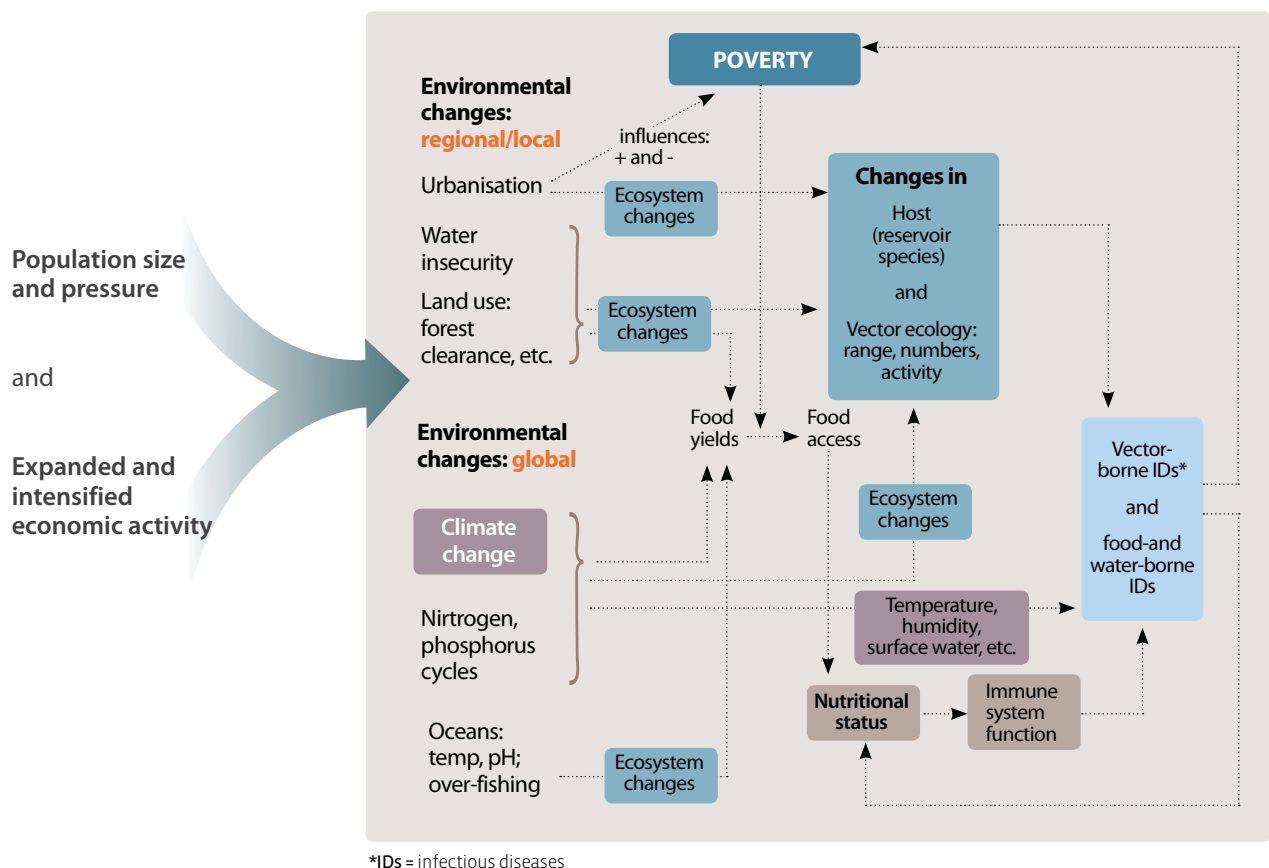 POVERTY
Environmental
changes:
regional/local
influences:
+ and -
Urbanisation
Ecosystem
changes
Changes in
Host
(reservoir
species)
and
Vector ecology:
range, numbers,
activity
Water
insecurity
Land use:
forest
clearance, etc.
Ecosystem
changes
Population size
and pressure
and
Expanded and
intensified
economic activity
Food
yields
Food
access
Environmental
changes: global
Vector-
borne IDs*
and
food-and
water-borne
IDs
Ecosystem
changes
Climate
change
Nirtrogen,
phosphorus
cycles
Temperature,
humidity,
surface water, etc.
Nutritional
status
Immune
system
function
Oceans:
temp, pH;
over-fishing
Ecosystem
changes
*IDs = infectious diseases